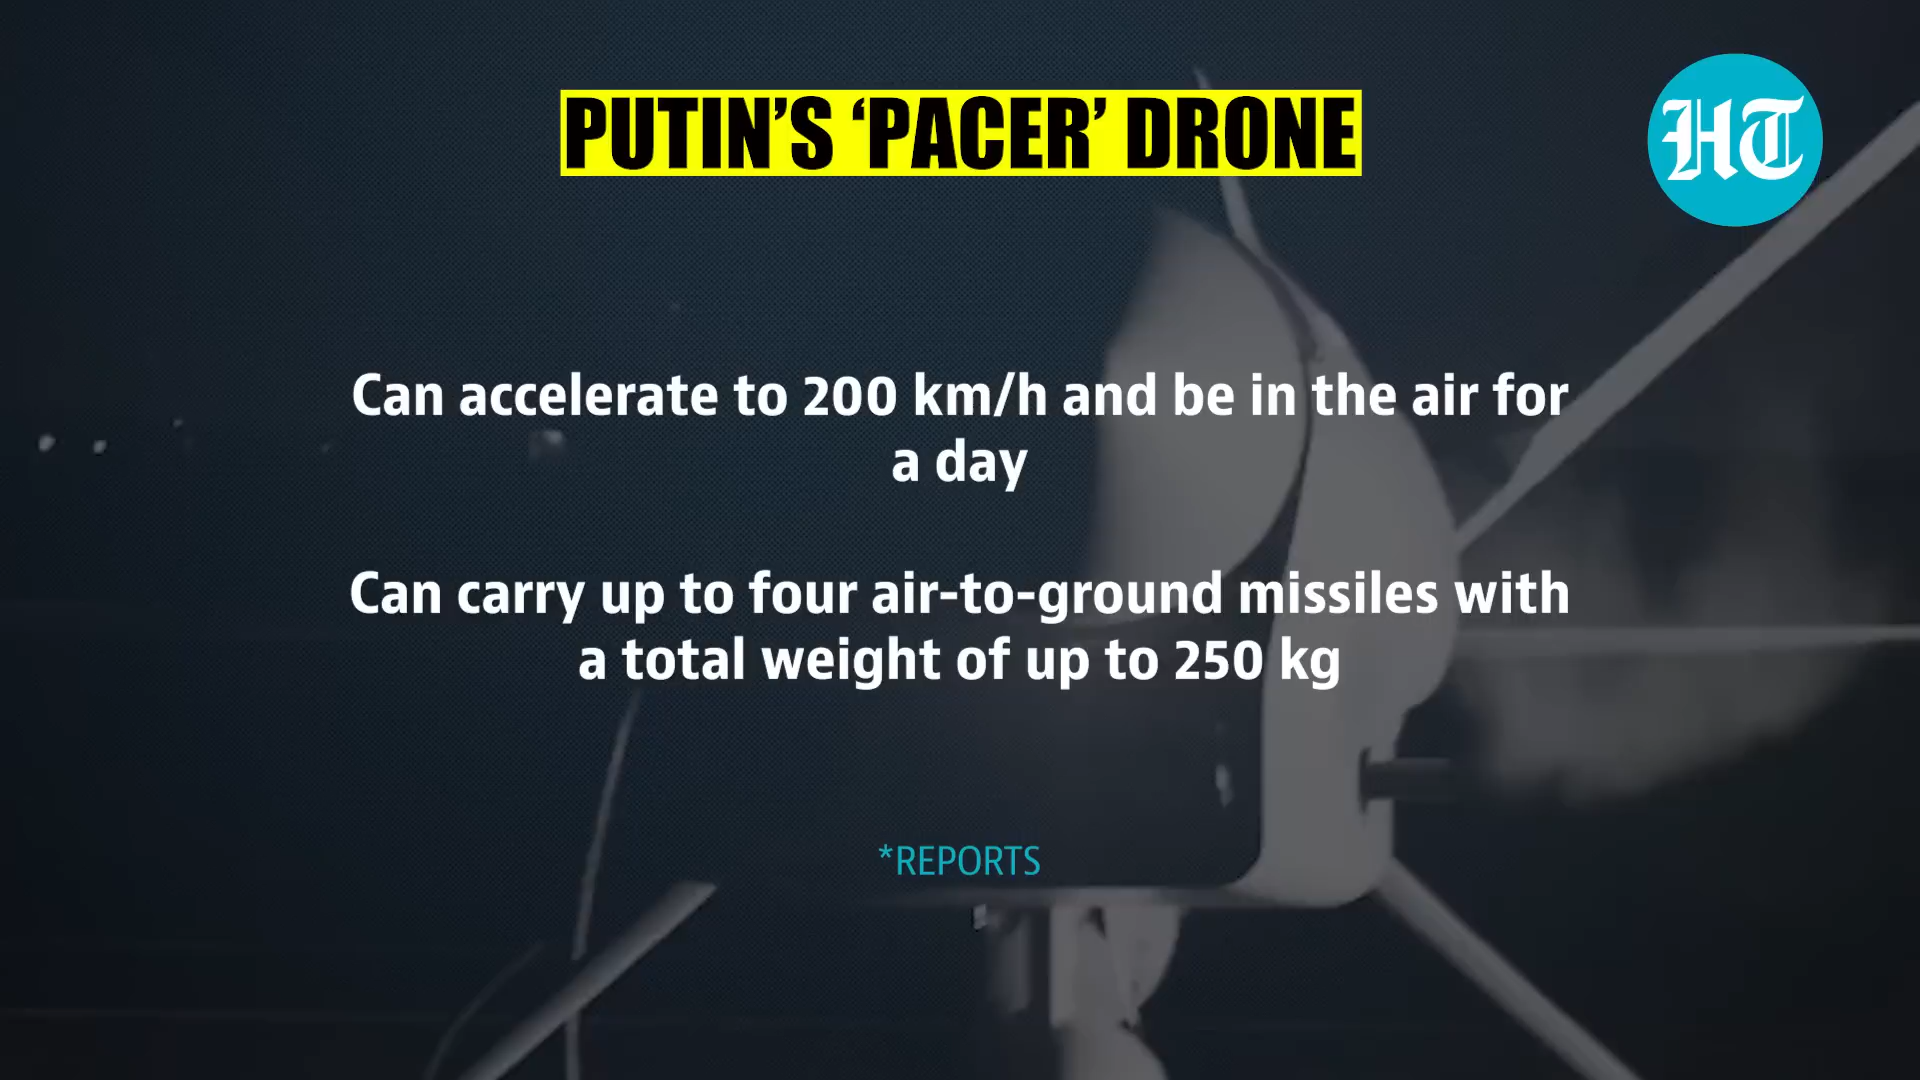 PUTIN’S ‘PACER’ DRONE
HT
Can accelerate to 200 km/h and be in the air for
a day
Can carry up to four air-to-ground missiles with
a total weight of up to 250 kg
*REPORTS